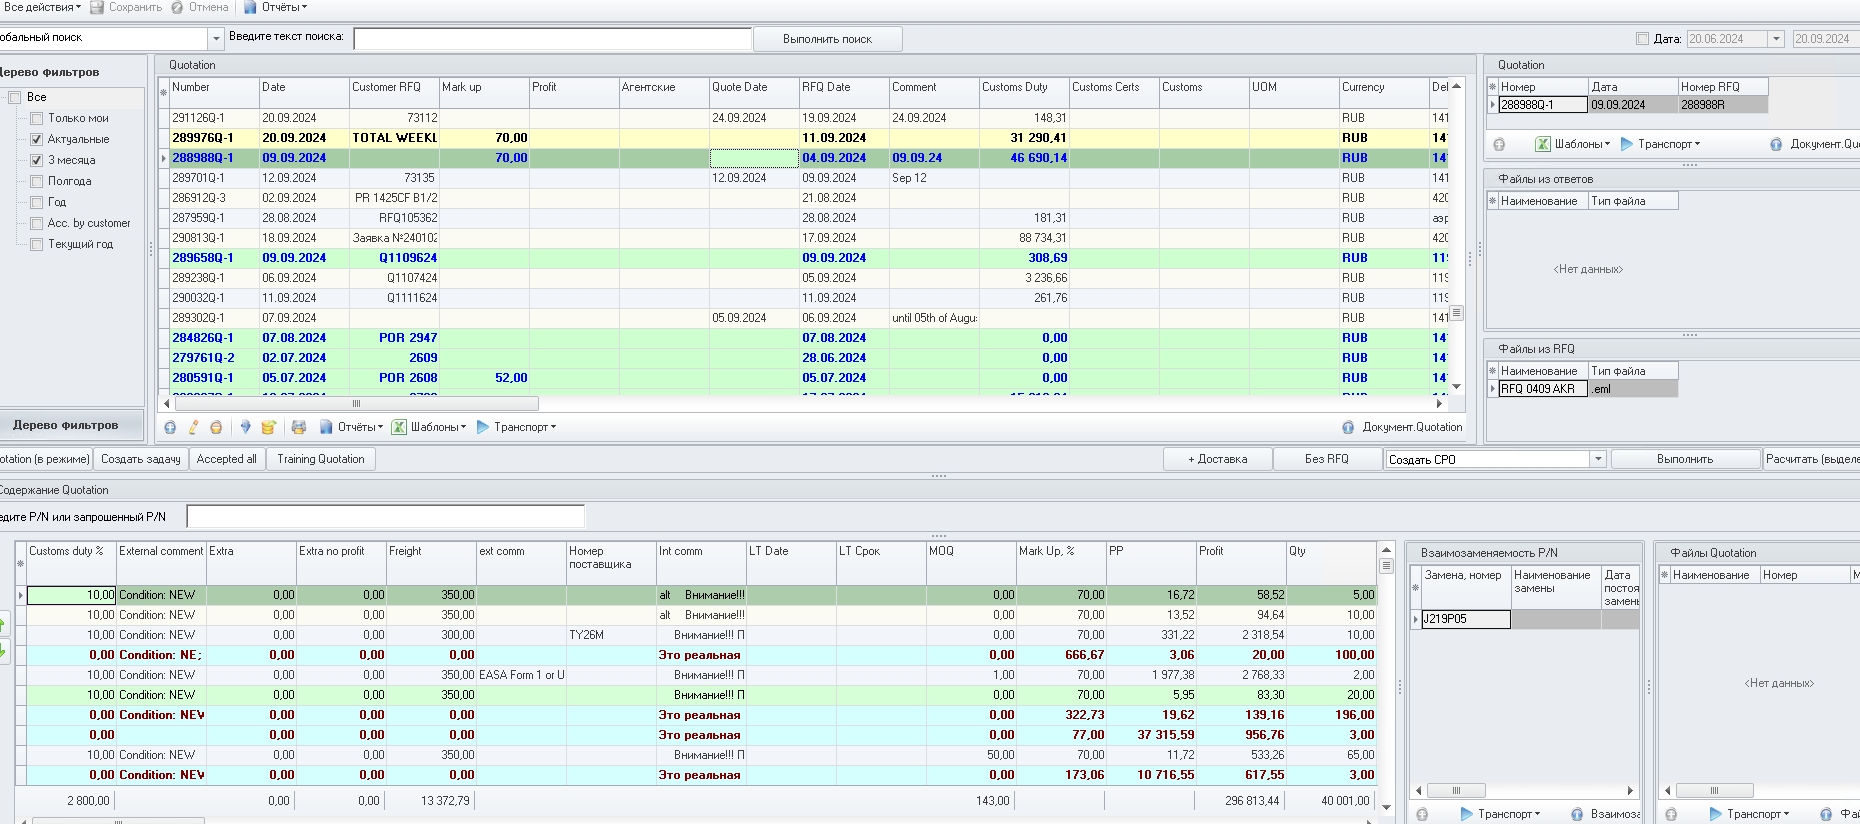 Все действия Сохранить Отмена Отчёты
обальный поиск Введите текст поиска: Выполнить поиск Дата: 20.06.2024 20.09.2024
Дерево фильтров
Все
Только мои
Актуальные
3 месяца
Полгода
Год
Acc. by customer
Текущий год
Дерево фильтров
Quotation
Number Date Customer RFQ Mark up Profit Агентские Quote Date RFQ Date Comment Customs Duty Customs Certs Customs UOM Currency Del
291126Q-1 20.09.2024 73112 24.09.2024 19.09.2024 24.09.2024 148,31 RUB 141
289976Q-1 20.09.2024 TOTAL WEEKL 70,00 11.09.2024 31 290,41 RUB 141
288988Q-1 09.09.2024 70,00 04.09.2024 09.09.24 46 690,14 RUB 141
289701Q-1 12.09.2024 73135 12.09.2024 09.09.2024 Sep 12 RUB 141
286912Q-3 02.09.2024 PR 1425CF B1/2 21.08.2024 RUB 420
287959Q-1 28.08.2024 RFQ105362 28.08.2024 181,31 RUB аэр
290813Q-1 18.09.2024 Заявка №240102 17.09.2024 88 734,31 RUB 420
289658Q-1 09.09.2024 Q1109624 09.09.2024 308,69 RUB 119
289238Q-1 06.09.2024 Q1107424 05.09.2024 3 236,66 RUB 119
290032Q-1 11.09.2024 Q1111624 11.09.2024 261,76 RUB 119
289302Q-1 07.09.2024 05.09.2024 06.09.2024 until 05th of Augu: RUB 141
284826Q-1 07.08.2024 POR 2947 07.08.2024 0,00 RUB 141
279761Q-2 02.07.2024 2609 28.06.2024 0,00 RUB 141
280591Q-1 05.07.2024 POR 2608 52,00 05.07.2024 0,00 RUB 141
Отчёты Шаблоны Транспорт Документ.Quotation
Quotation
Номер Дата Номер RFQ
288988Q-1 09.09.2024 288988R
Шаблоны Транспорт Документ.Quo
Файлы из ответов
Наименование Тип файла
<Нет данных>
Файлы из RFQ
Наименование Тип файла
RFQ 0409 AKR .eml
otation (в режиме) Создать задачу Accepted all Training Quotation + Доставка Без RFQ Создать CPO Выполнить Расчитать (выделе
Содержание Quotation
едите P/N или запрошенный P/N
Customs duty % External comment Extra Extra no profit Freight ext comm Номер поставщика Int comm LT Date LT Срок MOQ Mark Up, % PP Profit Qty
10,00 Condition: NEW 0,00 0,00 350,00 alt Внимание!!! 0,00 70,00 16,72 58,52 5,00
10,00 Condition: NEW 0,00 0,00 350,00 alt Внимание!!! 0,00 70,00 13,52 94,64 10,00
10,00 Condition: NEW 0,00 0,00 300,00 TY26M Внимание!!! П 0,00 70,00 331,22 2 318,54 10,00
0,00 Condition: NE; 0,00 0,00 0,00 Это реальная 0,00 666,67 3,06 20,00 100,00
10,00 Condition: NEW 0,00 0,00 350,00 EASA Form 1 or U Внимание!!! П 1,00 70,00 1 977,38 2 768,33 2,00
10,00 Condition: NEW 0,00 0,00 350,00 Внимание!!! П 0,00 70,00 5,95 83,30 20,00
0,00 Condition: NEW 0,00 0,00 0,00 Это реальная 0,00 322,73 19,62 139,16 196,00
0,00 0,00 0,00 0,00 Это реальная 0,00 77,00 37 315,59 956,76 3,00
10,00 Condition: NEW 0,00 0,00 350,00 Внимание!!! П 50,00 70,00 11,72 533,26 65,00
0,00 Condition: NEW 0,00 0,00 0,00 Это реальная 0,00 173,06 10 716,55 617,55 3,00
2 800,00 0,00 0,00 13 372,79 143,00 296 813,44 40 001,00
Взаимозаменяемость P/N
Замена, номер Наименование замены Дата постоя замены
J219P05
Транспорт Взаимоза
Файлы Quotation
Наименование Номер М
<Нет данных>
Транспорт Фай